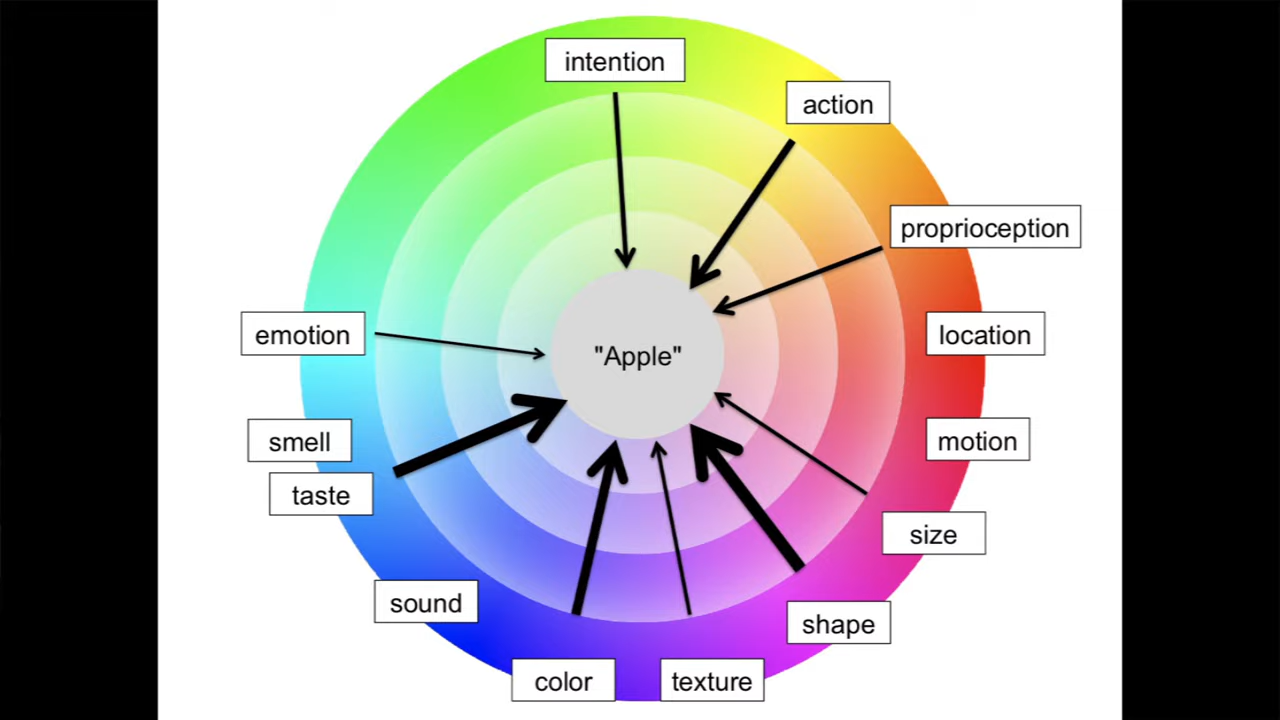 intention
action
proprioception
emotion
location
"Apple"
smell
motion
taste
size
sound
shape
color
texture